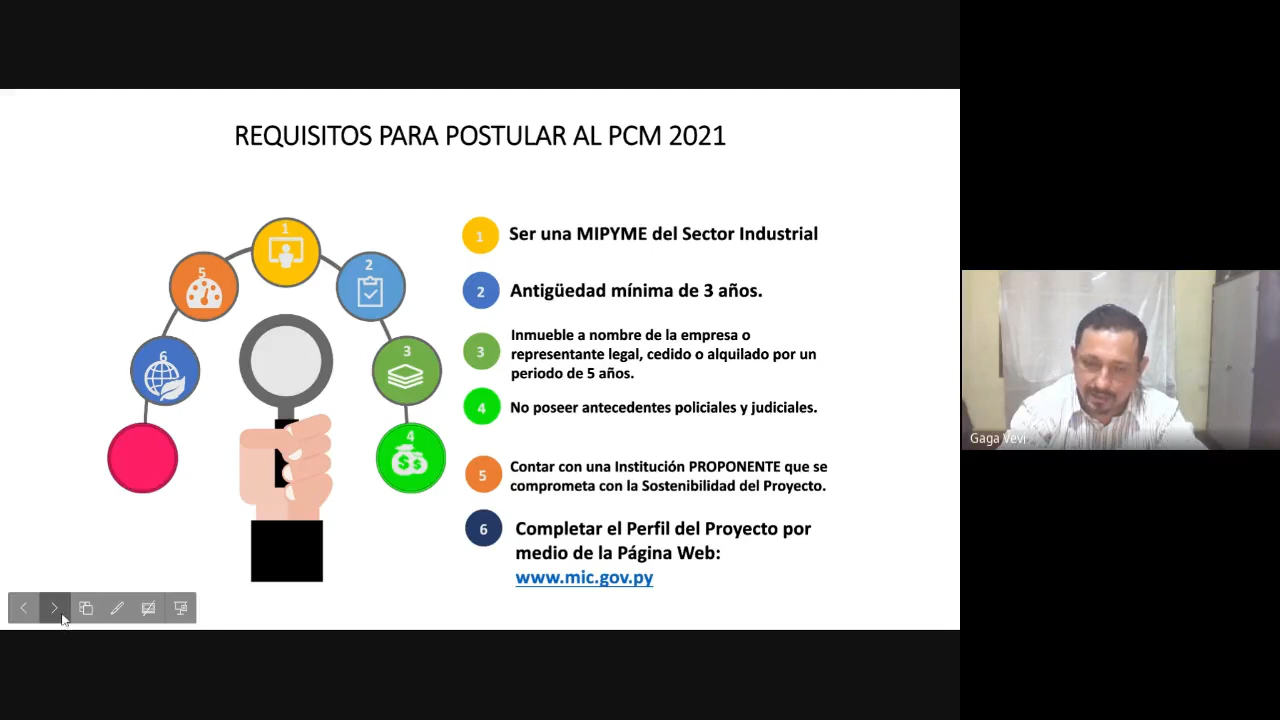 REQUISITOS PARA POSTULAR AL PCM 2021
1
2
3
4
5
6
1 Ser una MIPYME del Sector Industrial
2 Antigüedad mínima de 3 años.
3 Inmueble a nombre de la empresa o
representante legal, cedido o alquilado por un
periodo de 5 años.
4 No poseer antecedentes policiales y judiciales.
5 Contar con una Institución PROPONENTE que se
comprometa con la Sostenibilidad del Proyecto.
6 Completar el Perfil del Proyecto por
medio de la Página Web:
www.mic.gov.py
Gaga Vevi